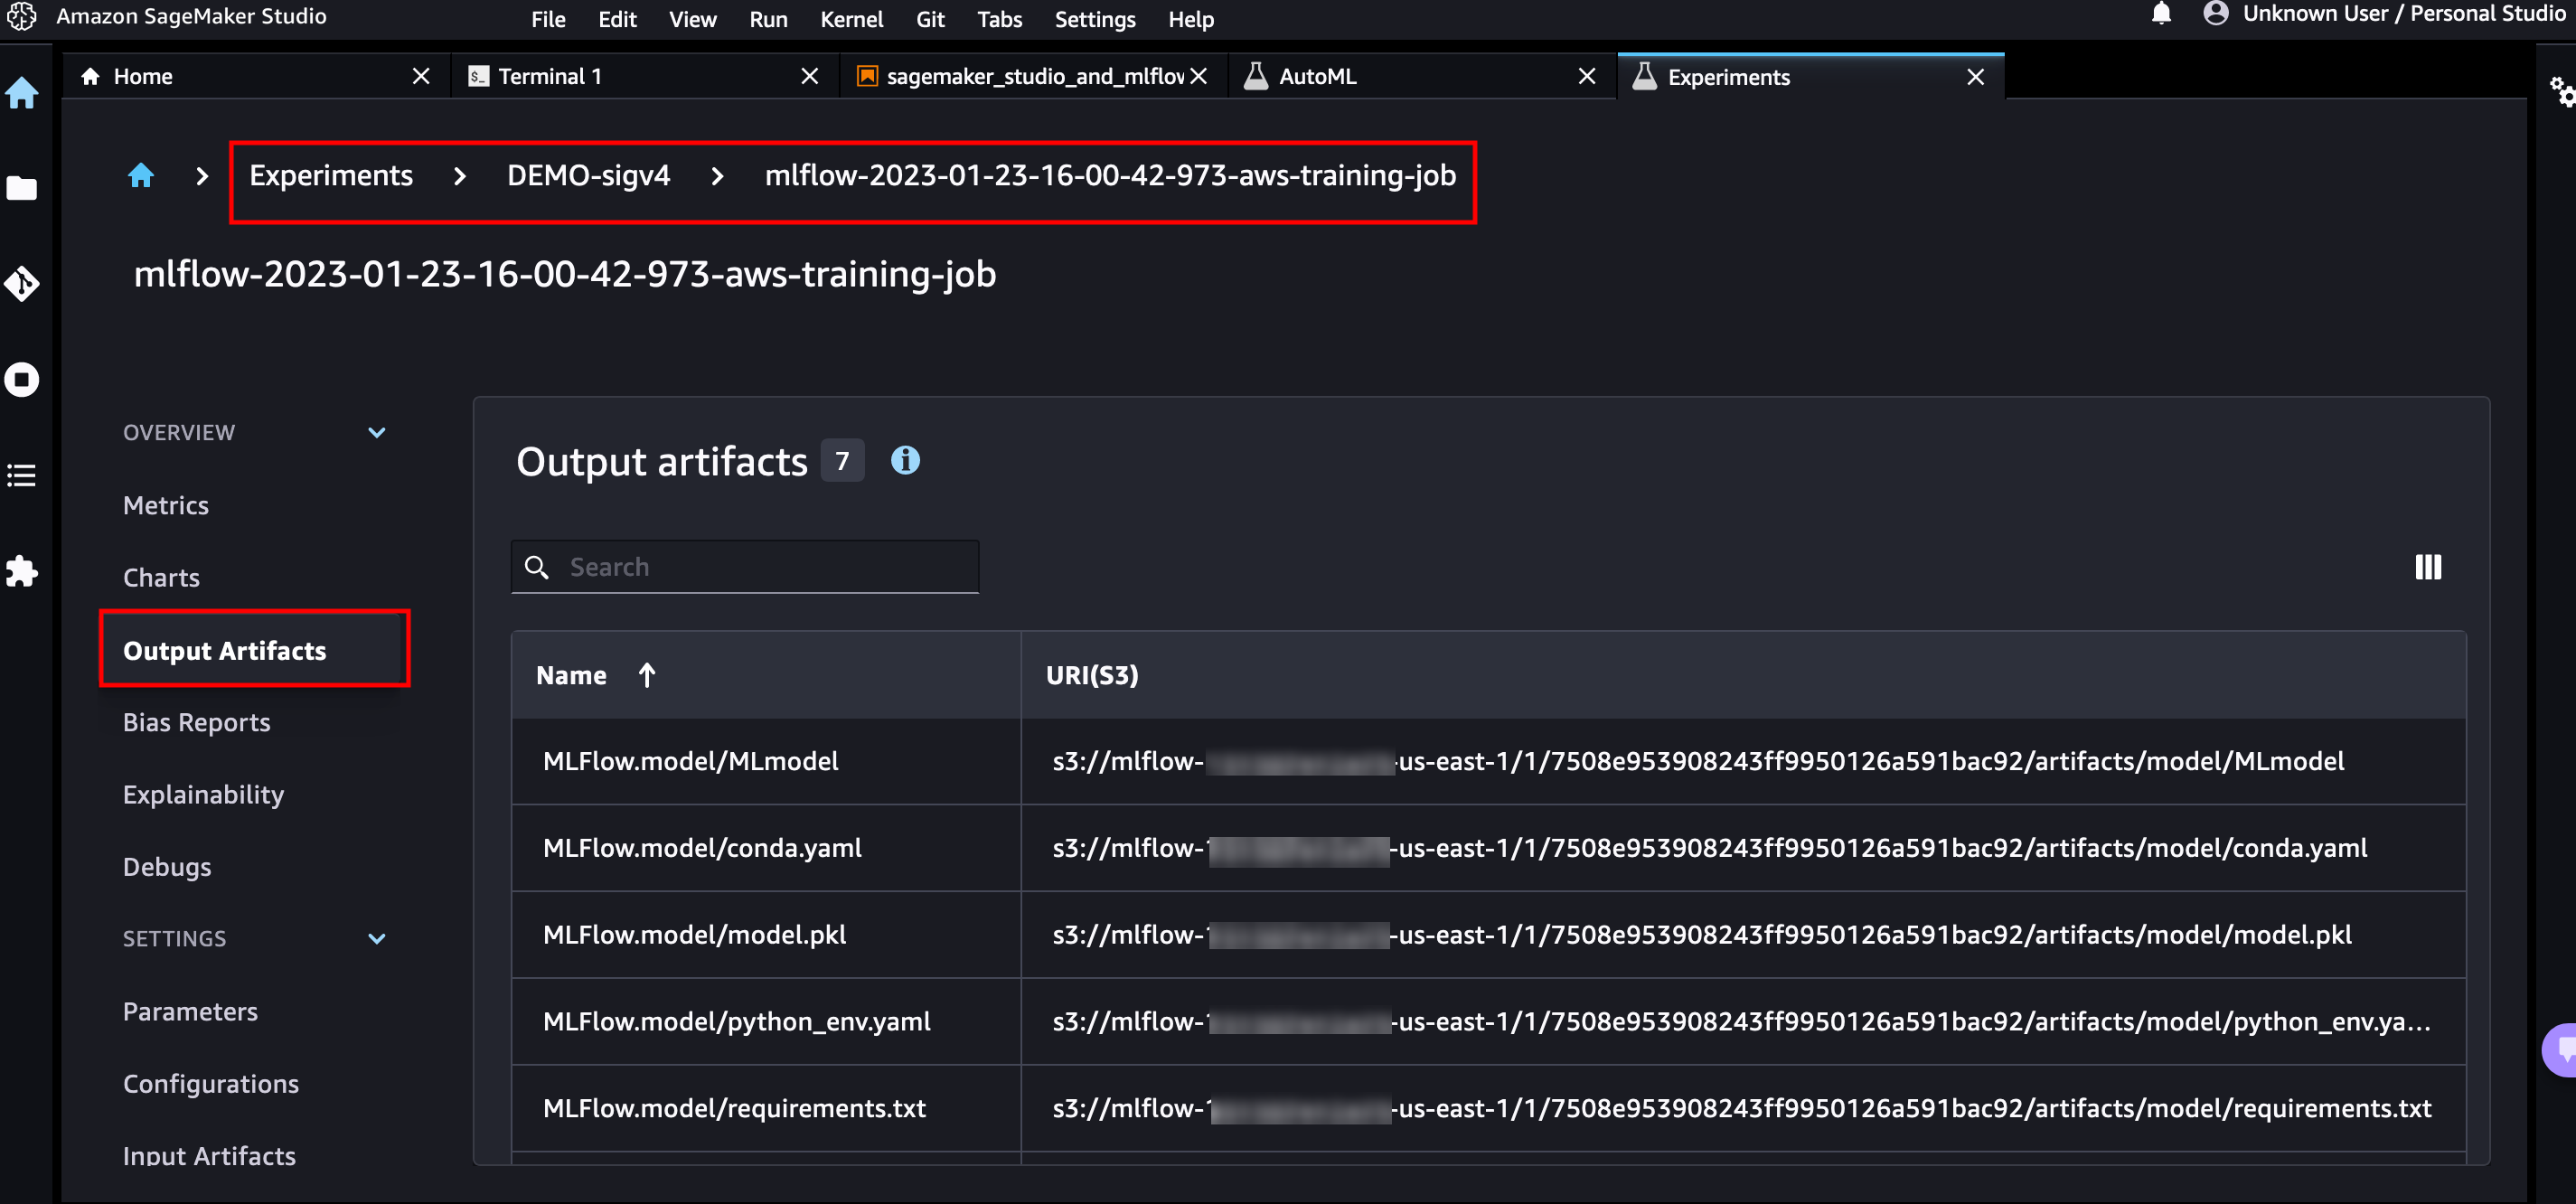 Amazon SageMaker Studio File Edit View Run Kernel Git Tabs Settings Help Unknown User / Personal Studio
Home Terminal 1 sagemaker_studio_and_mlflow AutoML Experiments
Experiments > DEMO-sigv4 > mlflow-2023-01-23-16-00-42-973-aws-training-job
mlflow-2023-01-23-16-00-42-973-aws-training-job
OVERVIEW
Metrics
Charts
Output Artifacts
Bias Reports
Explainability
Debugs
SETTINGS
Parameters
Configurations
Input Artifacts
Output artifacts 7
Search
Name URI(S3)
MLFlow.model/MLmodel s3://mlflow- -us-east-1/1/7508e953908243ff9950126a591bac92/artifacts/model/MLmodel
MLFlow.model/conda.yaml s3://mlflow- -us-east-1/1/7508e953908243ff9950126a591bac92/artifacts/model/conda.yaml
MLFlow.model/model.pkl s3://mlflow- -us-east-1/1/7508e953908243ff9950126a591bac92/artifacts/model/model.pkl
MLFlow.model/python_env.yaml s3://mlflow- -us-east-1/1/7508e953908243ff9950126a591bac92/artifacts/model/python_env.ya...
MLFlow.model/requirements.txt s3://mlflow- -us-east-1/1/7508e953908243ff9950126a591bac92/artifacts/model/requirements.txt